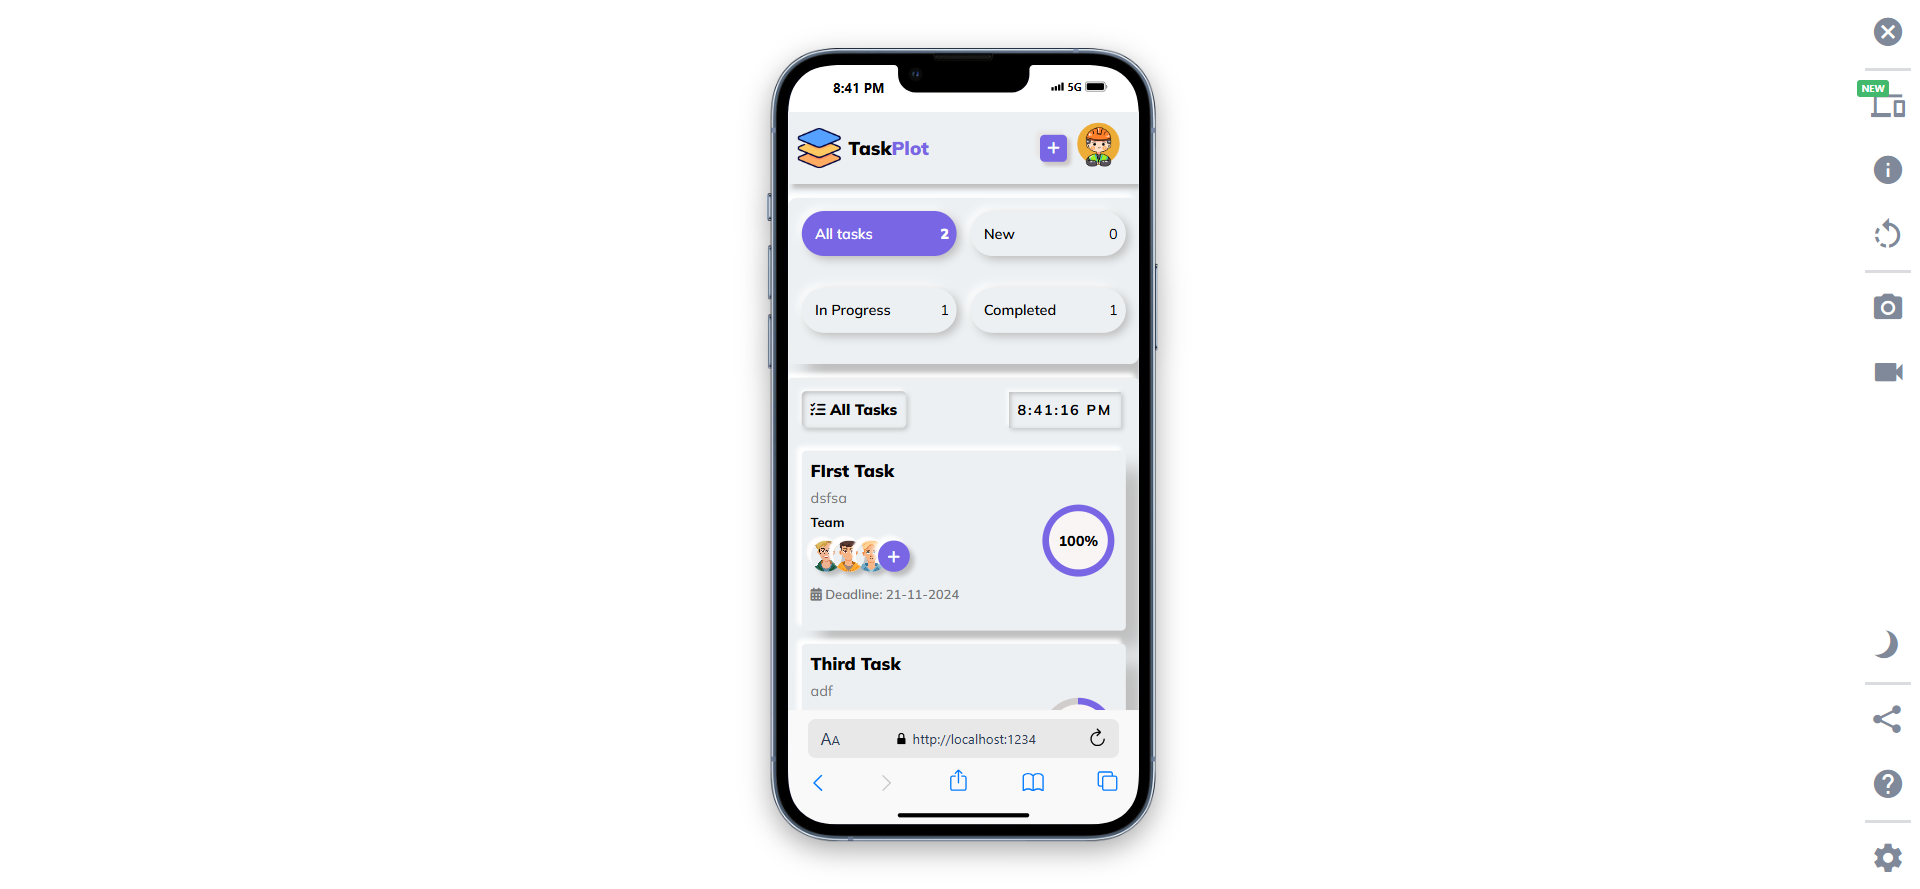 8:41 PM 5G
NEW
TaskPlot
+
All tasks 2 New 0
In Progress 1 Completed 1
All Tasks 8:41:16 PM
FIrst Task
dsfsa
Team
+
100%
Deadline: 21-11-2024
Third Task
adf
AA http://localhost:1234